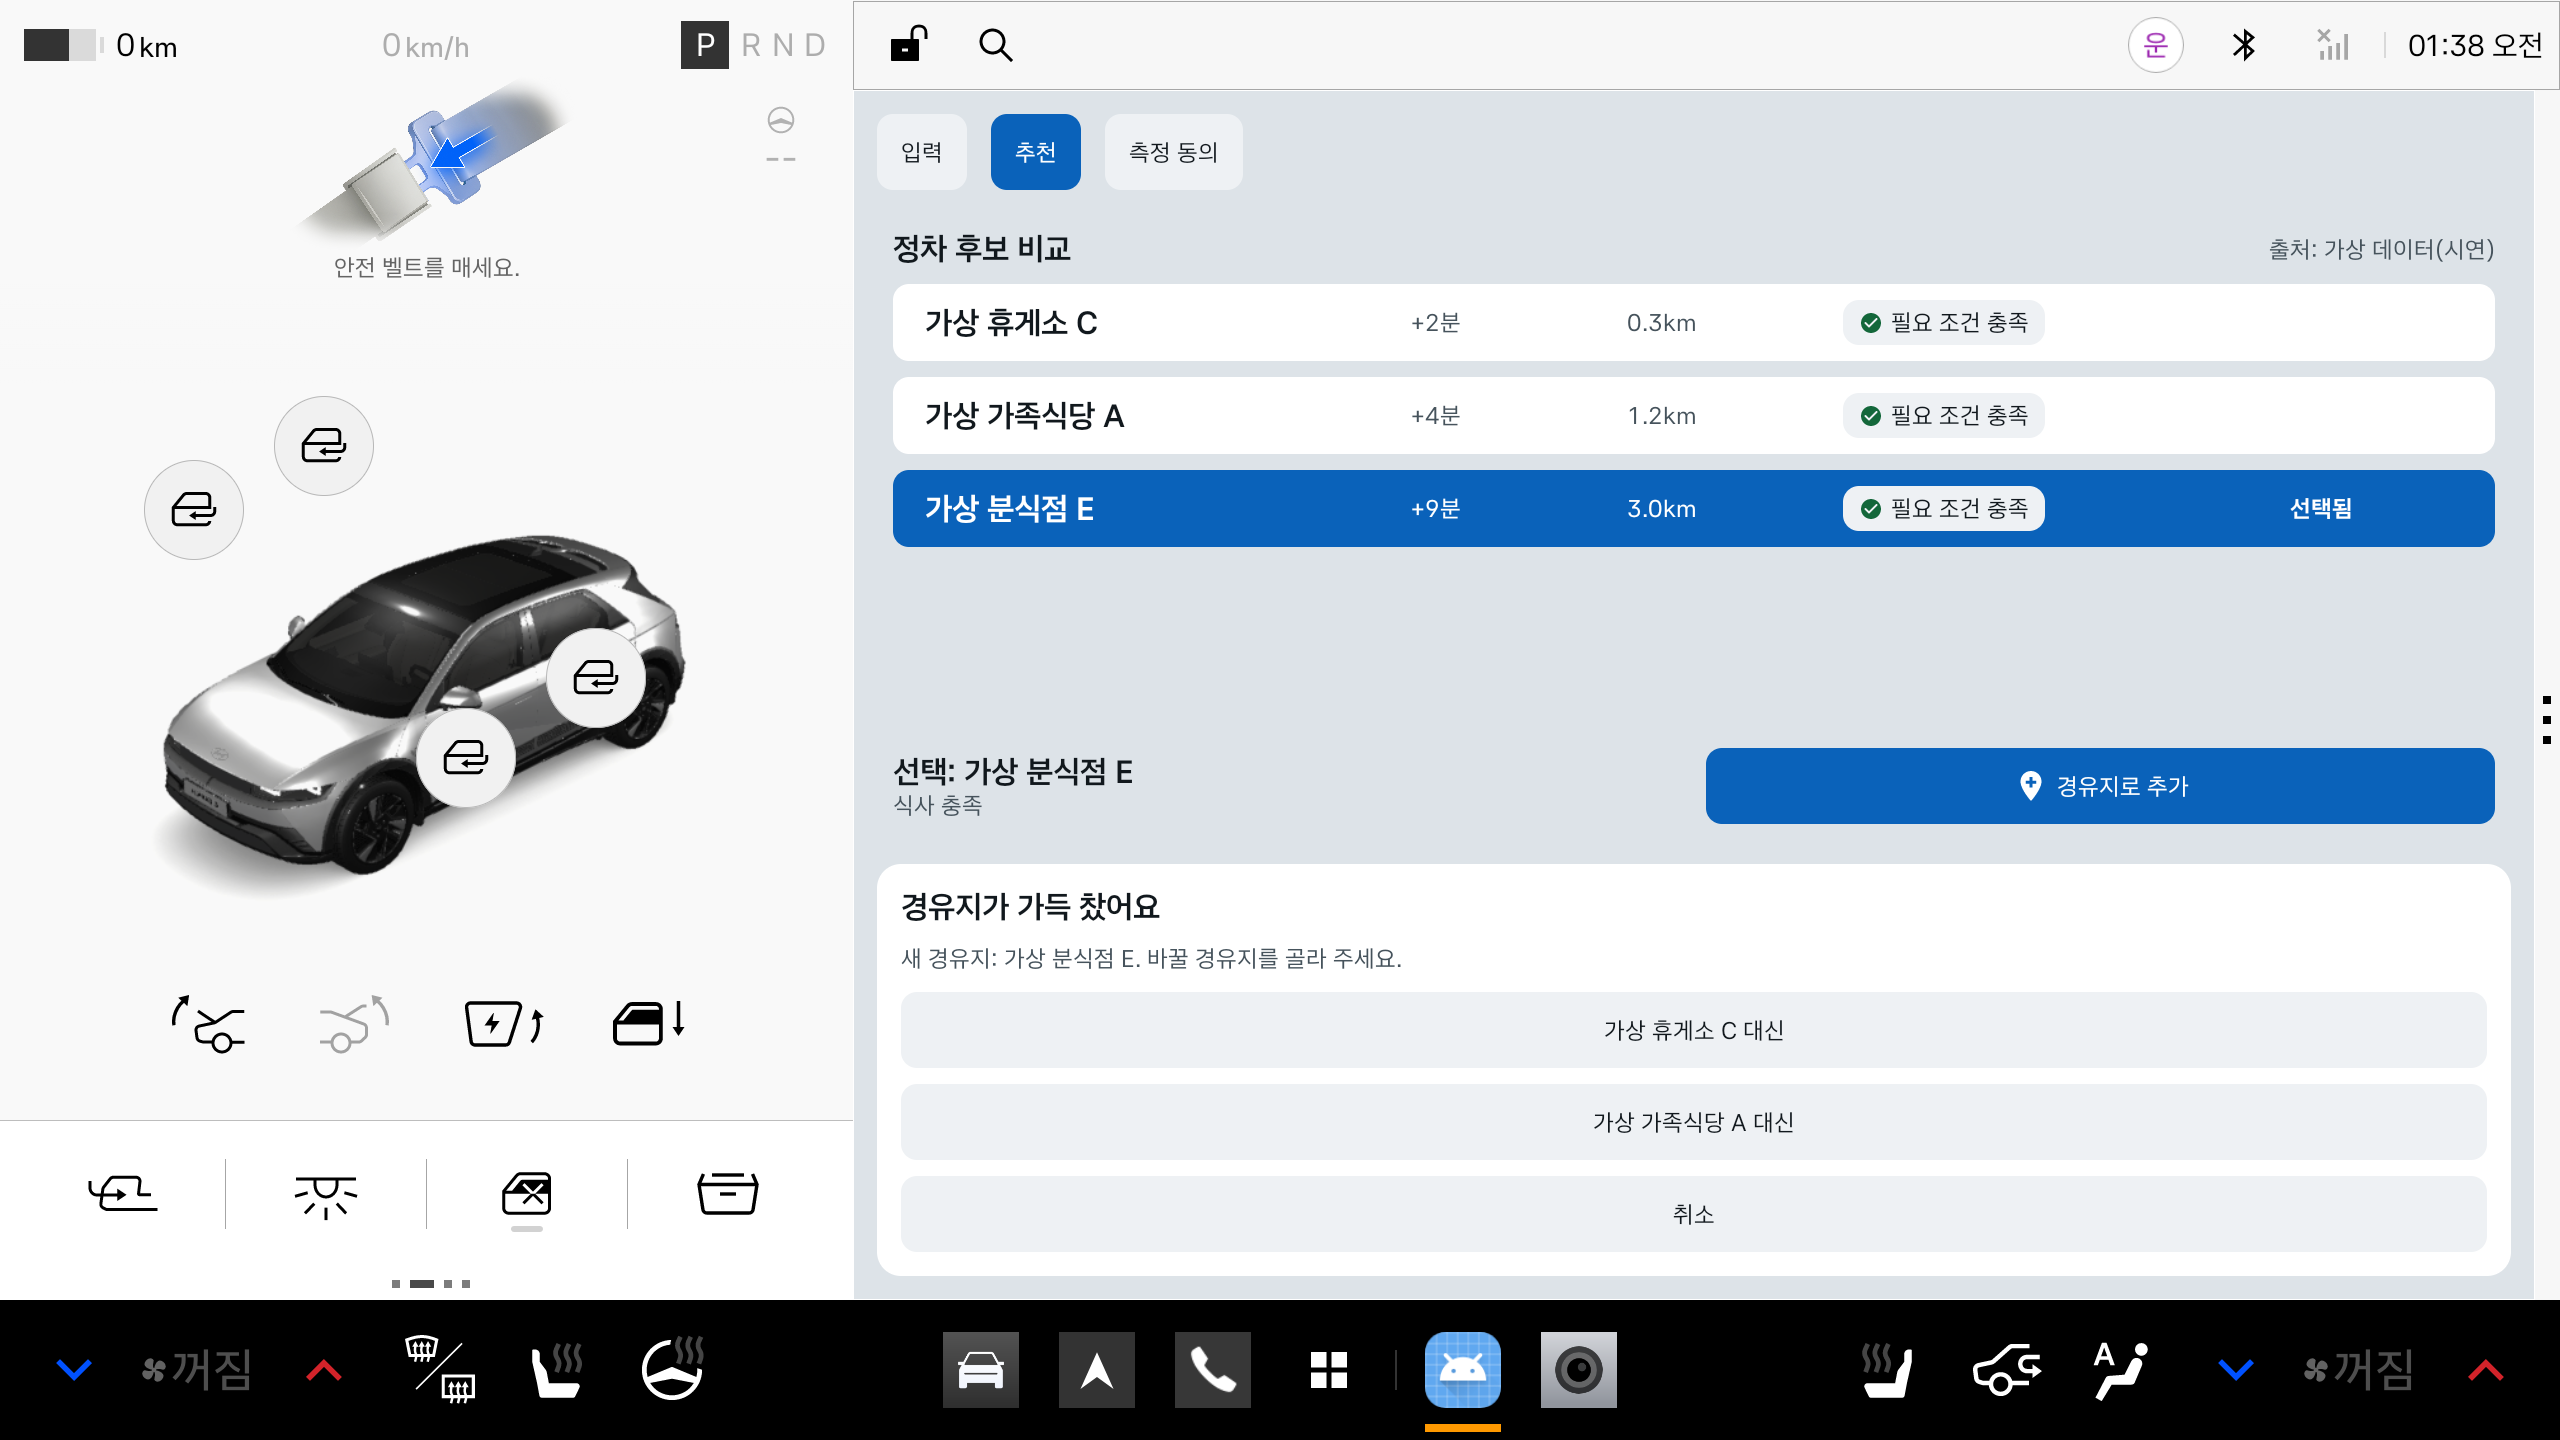 0 km
0 km/h
P R N D
01:38 오전
운
안전 벨트를 매세요.
입력
추천
측정 동의
정차 후보 비교
출처: 가상 데이터(시연)
가상 휴게소 C +2분 0.3km 필요 조건 충족
가상 가족식당 A +4분 1.2km 필요 조건 충족
가상 분식점 E +9분 3.0km 필요 조건 충족 선택됨
선택: 가상 분식점 E
식사 충족
경유지로 추가
경유지가 가득 찼어요
새 경유지: 가상 분식점 E. 바꿀 경유지를 골라 주세요.
가상 휴게소 C 대신
가상 가족식당 A 대신
취소
꺼짐
A
꺼짐